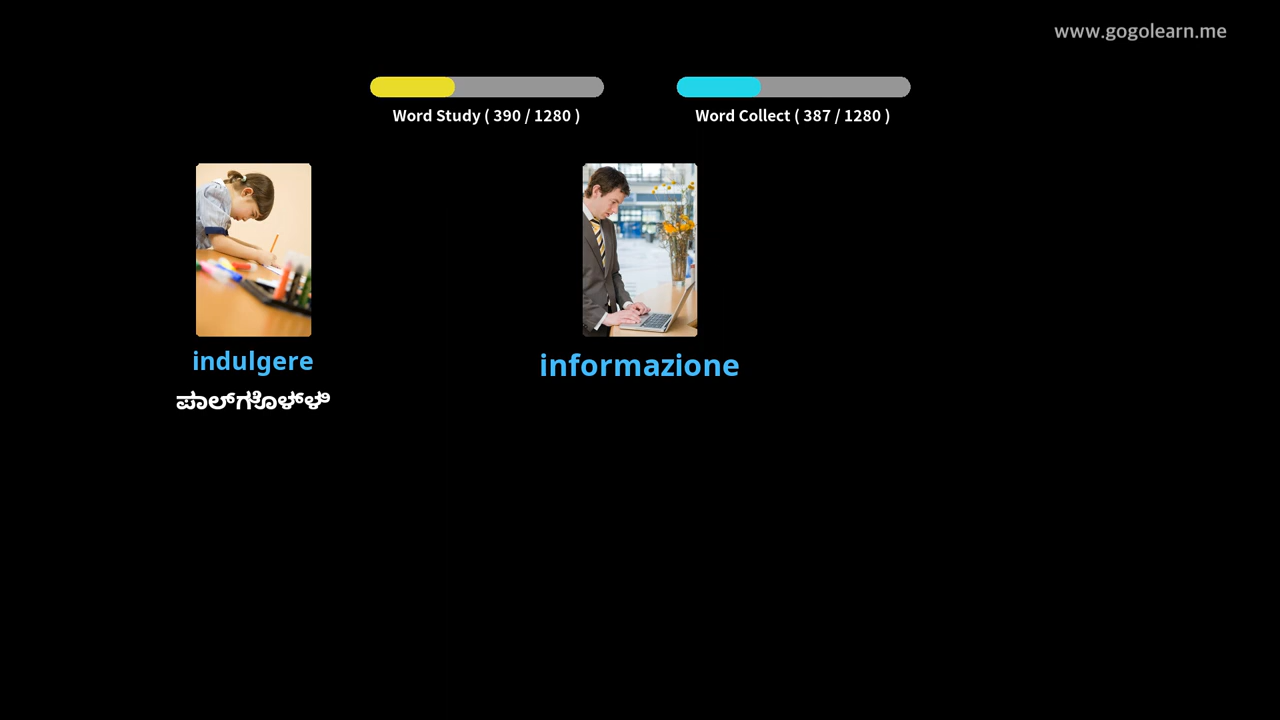 www.gogolearn.me
Word Study ( 390 / 1280 )
Word Collect ( 387 / 1280 )
indulgere
ಪಾಲ್ಗೊಳ್ಳಿ
informazione